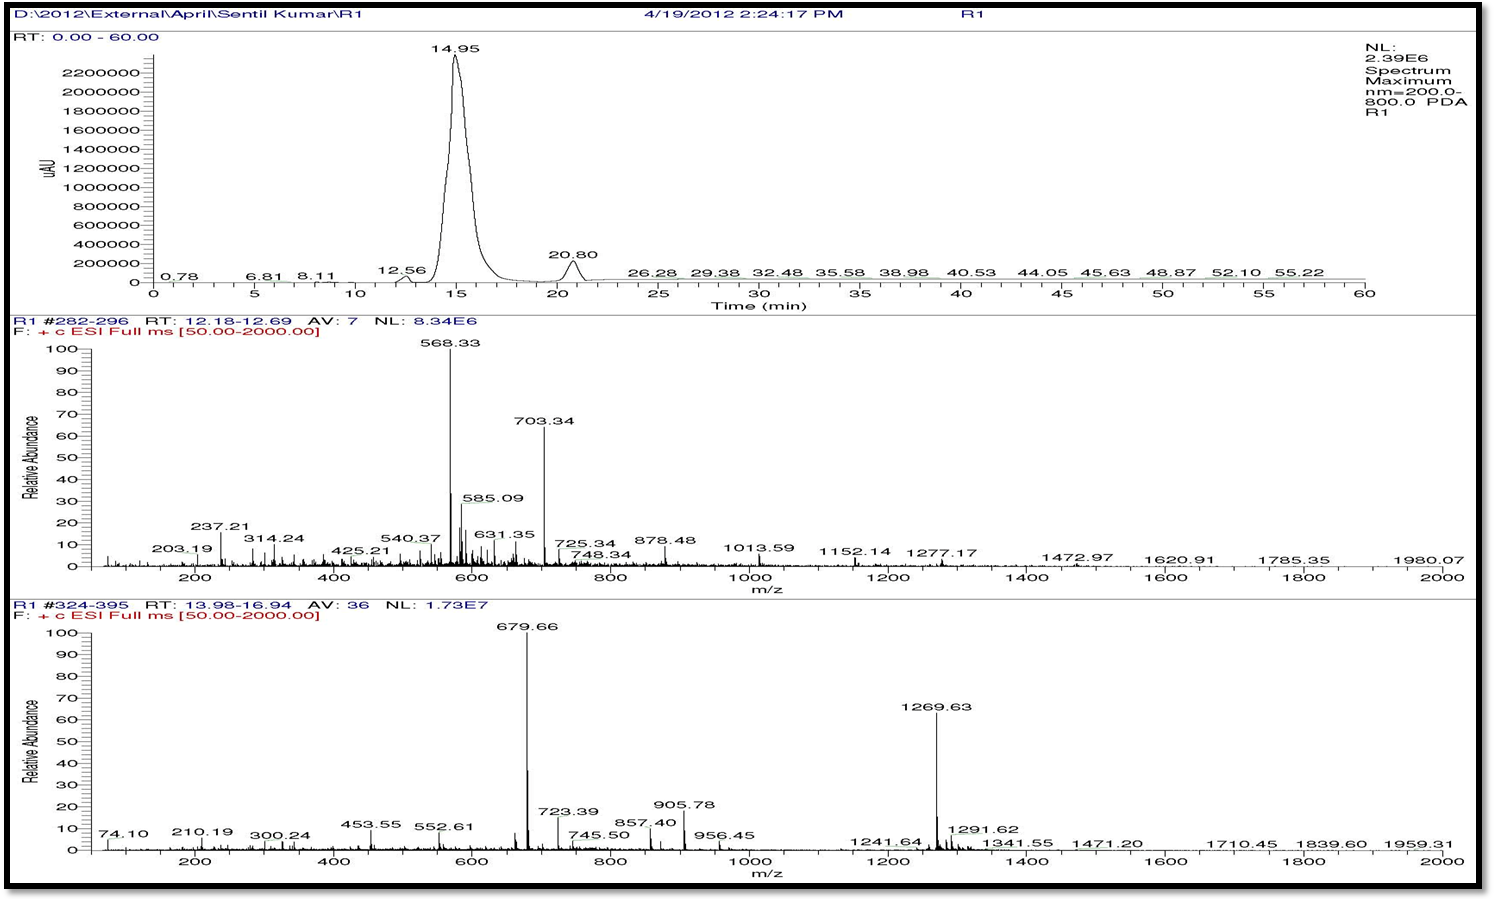 D:\2012\External\April\Sentil Kumar\R1 4/19/2012 2:24:17 PM R1
RT: 0.00 - 60.00
NL:
2.39E6
Spectrum
Maximum
nm=200.0-
800.0 PDA
R1
14.95
2200000
2000000
1800000
1600000
1400000
1200000
1000000
800000
600000
400000
200000
0
uAU
0.78 6.81 8.11 12.56 20.80 26.28 29.38 32.48 35.58 38.98 40.53 44.05 45.63 48.87 52.10 55.22
0 5 10 15 20 25 30 35 40 45 50 55 60
Time (min)
R1 #282-296 RT: 12.18-12.69 AV: 7 NL: 8.34E6
F: + c ESI Full ms [50.00-2000.00]
568.33
100
90
80
70
60
50
40
30
20
10
0
Relative Abundance
703.34
585.09
237.21
203.19 314.24 425.21 540.37 631.35 725.34 748.34 878.48 1013.59 1152.14 1277.17 1472.97 1620.91 1785.35 1980.07
200 400 600 800 1000 1200 1400 1600 1800 2000
m/z
R1 #324-395 RT: 13.98-16.94 AV: 36 NL: 1.73E7
F: + c ESI Full ms [50.00-2000.00]
679.66
100
90
80
70
60
50
40
30
20
10
0
Relative Abundance
1269.63
905.78
723.39
74.10 210.19 300.24 453.55 552.61 745.50 857.40 956.45 1241.64 1291.62 1341.55 1471.20 1710.45 1839.60 1959.31
200 400 600 800 1000 1200 1400 1600 1800 2000
m/z